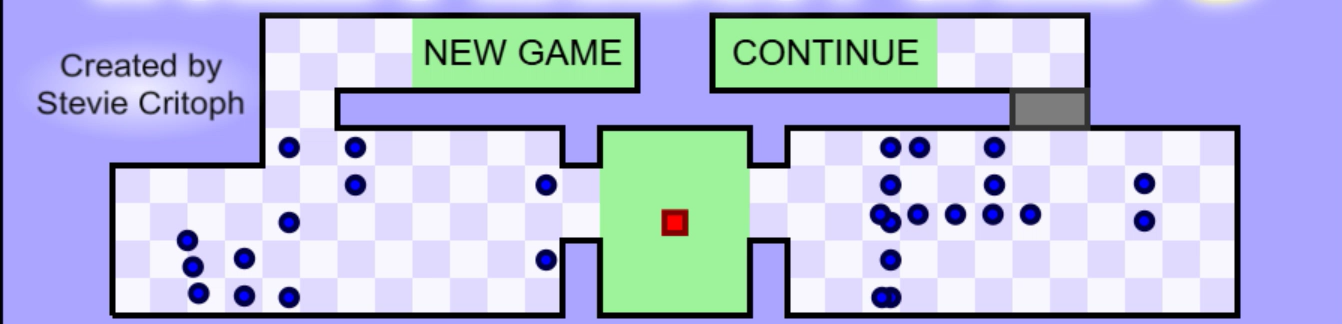 NEW GAME
CONTINUE
Created by
Stevie Critoph